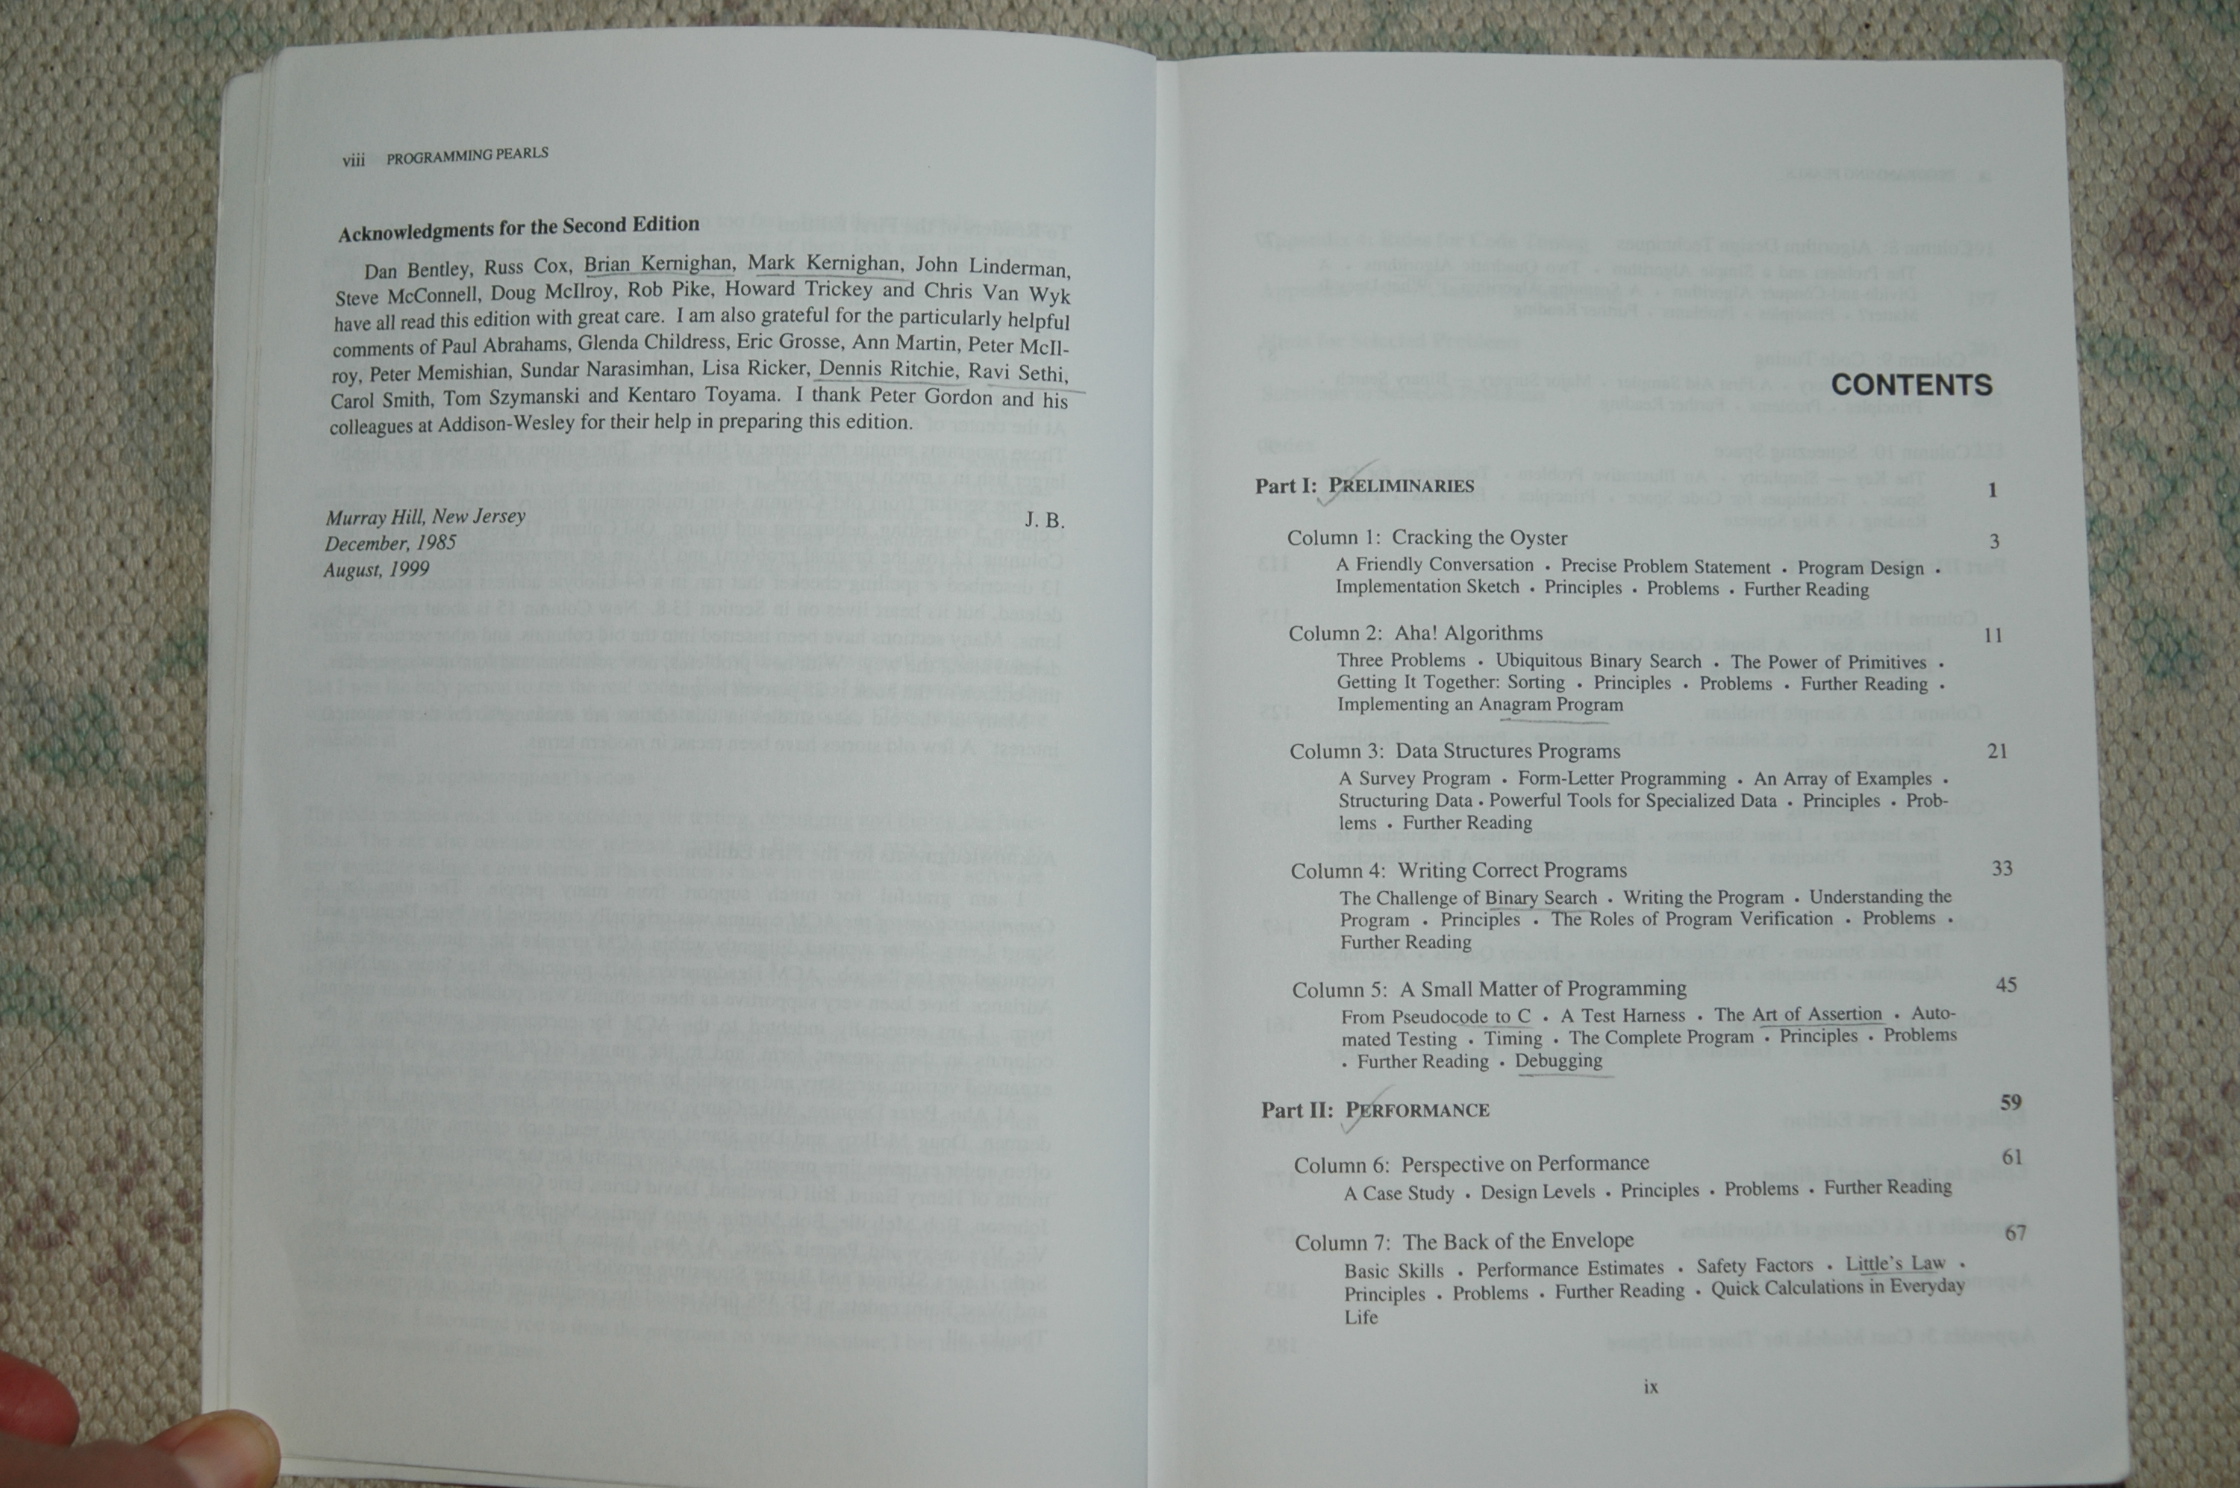 viii PROGRAMMING PEARLS
Acknowledgments for the Second Edition
Dan Bentley, Russ Cox, Brian Kernighan, Mark Kernighan, John Linderman,
Steve McConnell, Doug McIlroy, Rob Pike, Howard Trickey and Chris Van Wyk
have all read this edition with great care. I am also grateful for the particularly helpful
comments of Paul Abrahams, Glenda Childress, Eric Grosse, Ann Martin, Peter McIl-
roy, Peter Memishian, Sundar Narasimhan, Lisa Ricker, Dennis Ritchie, Ravi Sethi,
Carol Smith, Tom Szymanski and Kentaro Toyama. I thank Peter Gordon and his
colleagues at Addison-Wesley for their help in preparing this edition.
Murray Hill, New Jersey J. B.
December, 1985
August, 1999
CONTENTS
Part I: PRELIMINARIES 1
Column 1: Cracking the Oyster 3
A Friendly Conversation • Precise Problem Statement • Program Design •
Implementation Sketch • Principles • Problems • Further Reading
Column 2: Aha! Algorithms 11
Three Problems • Ubiquitous Binary Search • The Power of Primitives •
Getting It Together: Sorting • Principles • Problems • Further Reading •
Implementing an Anagram Program
Column 3: Data Structures Programs 21
A Survey Program • Form-Letter Programming • An Array of Examples •
Structuring Data • Powerful Tools for Specialized Data • Principles • Prob-
lems • Further Reading
Column 4: Writing Correct Programs 33
The Challenge of Binary Search • Writing the Program • Understanding the
Program • Principles • The Roles of Program Verification • Problems •
Further Reading
Column 5: A Small Matter of Programming 45
From Pseudocode to C • A Test Harness • The Art of Assertion • Auto-
mated Testing • Timing • The Complete Program • Principles • Problems
• Further Reading • Debugging
Part II: PERFORMANCE 59
Column 6: Perspective on Performance 61
A Case Study • Design Levels • Principles • Problems • Further Reading
Column 7: The Back of the Envelope 67
Basic Skills • Performance Estimates • Safety Factors • Little's Law •
Principles • Problems • Further Reading • Quick Calculations in Everyday
Life
ix